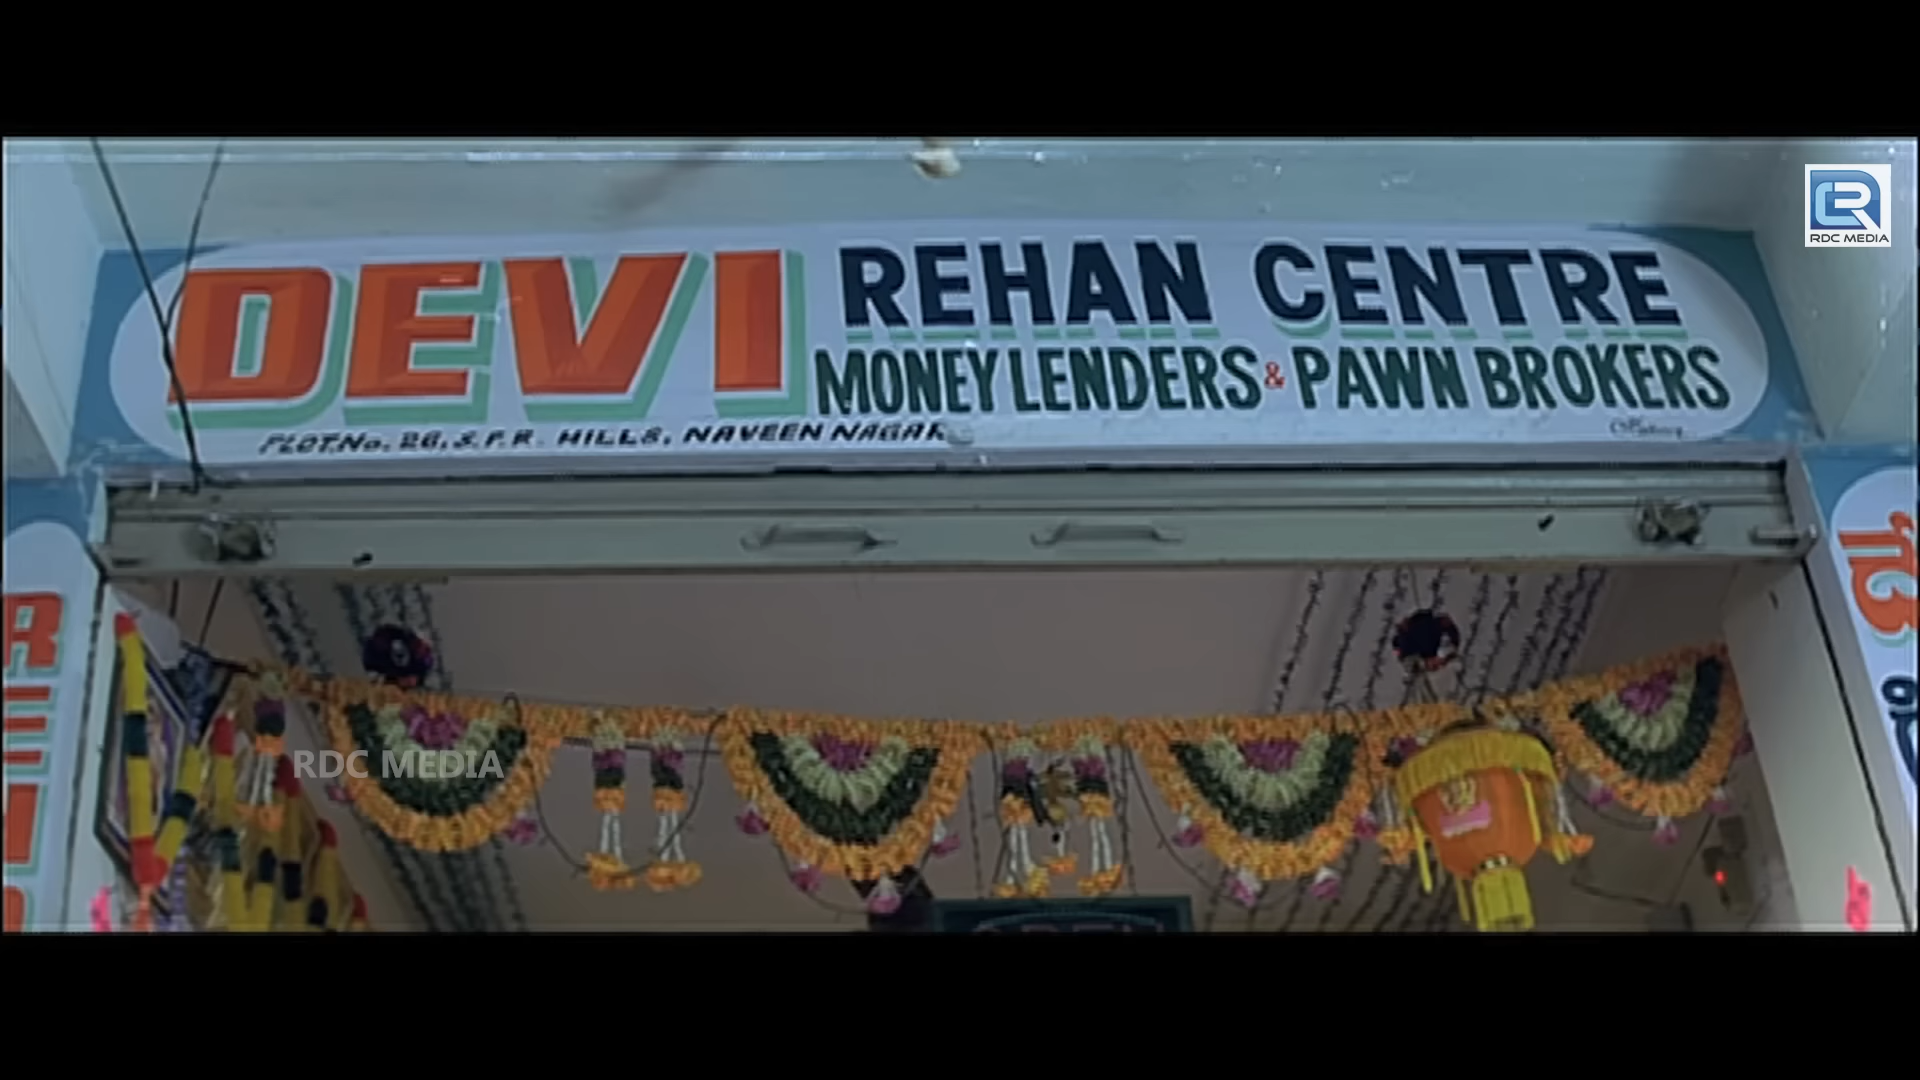 RDC MEDIA
DEVI REHAN CENTRE
MONEY LENDERS & PAWN BROKERS
PLOT.No. 26, S.P.R. HILLS, NAVEEN NAGAR
RDC MEDIA